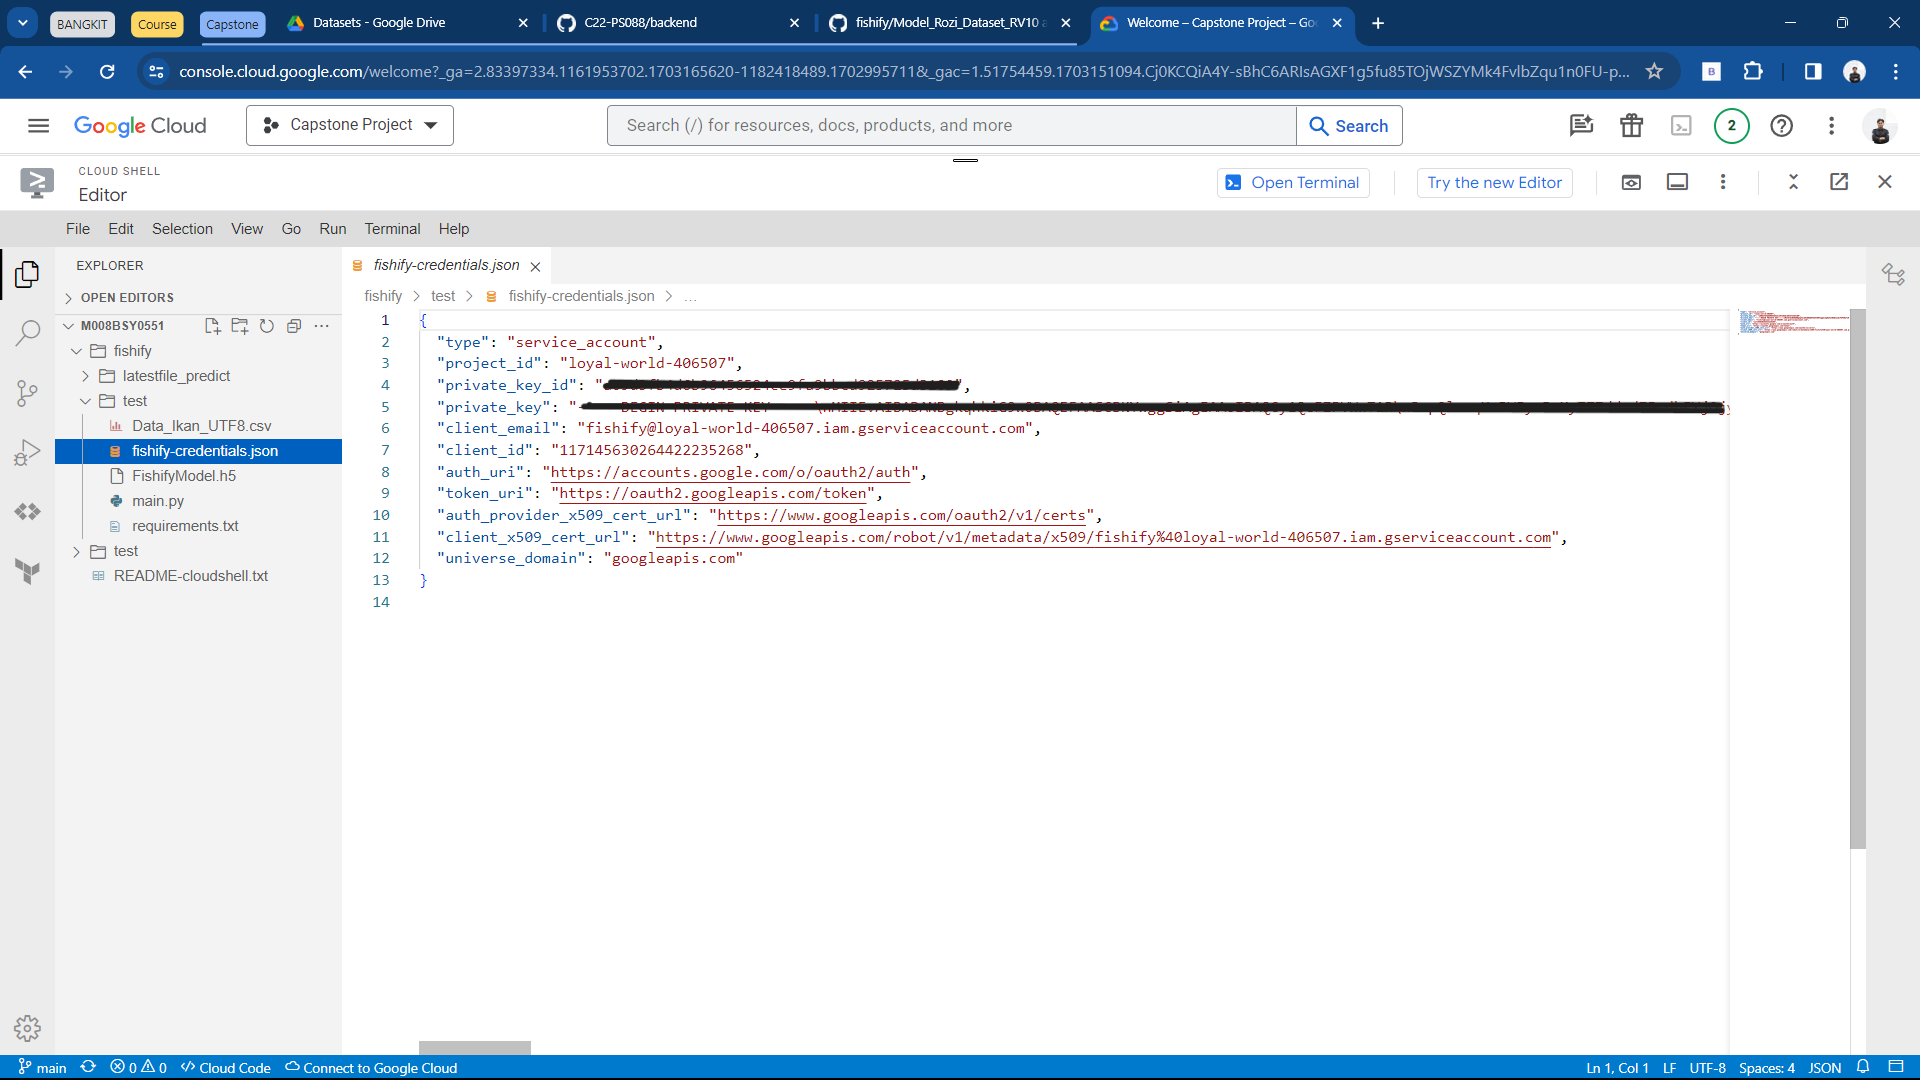 BANGKIT
Course
Capstone
Datasets - Google Drive
C22-PS088/backend
fishify/Model_Rozi_Dataset_RV10
Welcome – Capstone Project – Goo
console.cloud.google.com/welcome?_ga=2.83397334.1161953702.1703165620-1182418489.1702995711&_gac=1.51754459.1703151094.Cj0KCQiA4Y-sBhC6ARIsAGXF1g5fu85TOjWSZYMk4FvlbZqu1n0FU-p...
Google Cloud
Capstone Project
Search (/) for resources, docs, products, and more
Search
2
CLOUD SHELL
Editor
Open Terminal
Try the new Editor
File Edit Selection View Go Run Terminal Help
EXPLORER
OPEN EDITORS
M008BSY0551
fishify
latestfile_predict
test
Data_Ikan_UTF8.csv
fishify-credentials.json
FishifyModel.h5
main.py
requirements.txt
test
README-cloudshell.txt
fishify-credentials.json
fishify > test > fishify-credentials.json > ...
1 {
2 "type": "service_account",
3 "project_id": "loyal-world-406507",
4 "private_key_id": "",
5 "private_key": "
6 "client_email": "fishify@loyal-world-406507.iam.gserviceaccount.com",
7 "client_id": "117145630264422235268",
8 "auth_uri": "https://accounts.google.com/o/oauth2/auth",
9 "token_uri": "https://oauth2.googleapis.com/token",
10 "auth_provider_x509_cert_url": "https://www.googleapis.com/oauth2/v1/certs",
11 "client_x509_cert_url": "https://www.googleapis.com/robot/v1/metadata/x509/fishify%40loyal-world-406507.iam.gserviceaccount.com",
12 "universe_domain": "googleapis.com"
13 }
14
main 0 0 Cloud Code Connect to Google Cloud
Ln 1, Col 1 LF UTF-8 Spaces: 4 JSON